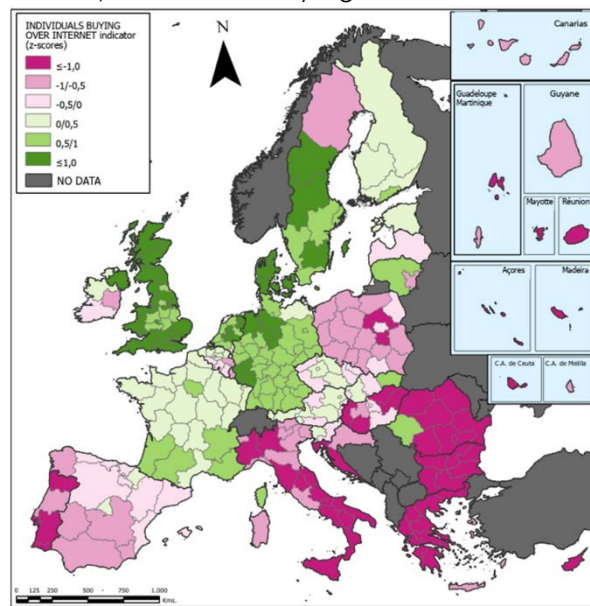 INDIVIDUALS BUYING
OVER INTERNET indicator
(z-scores)
≤-1,0
-1/-0,5
-0,5/0
0/0,5
0,5/1
≤1,0
NO DATA
N
Canarias
Guadeloupe
Martinique
Guyane
Mayotte
Réunion
Açores
Madeira
C.A. de Ceuta
C.A. de Melilla
0 125 250 500 750 1.000
Kms.